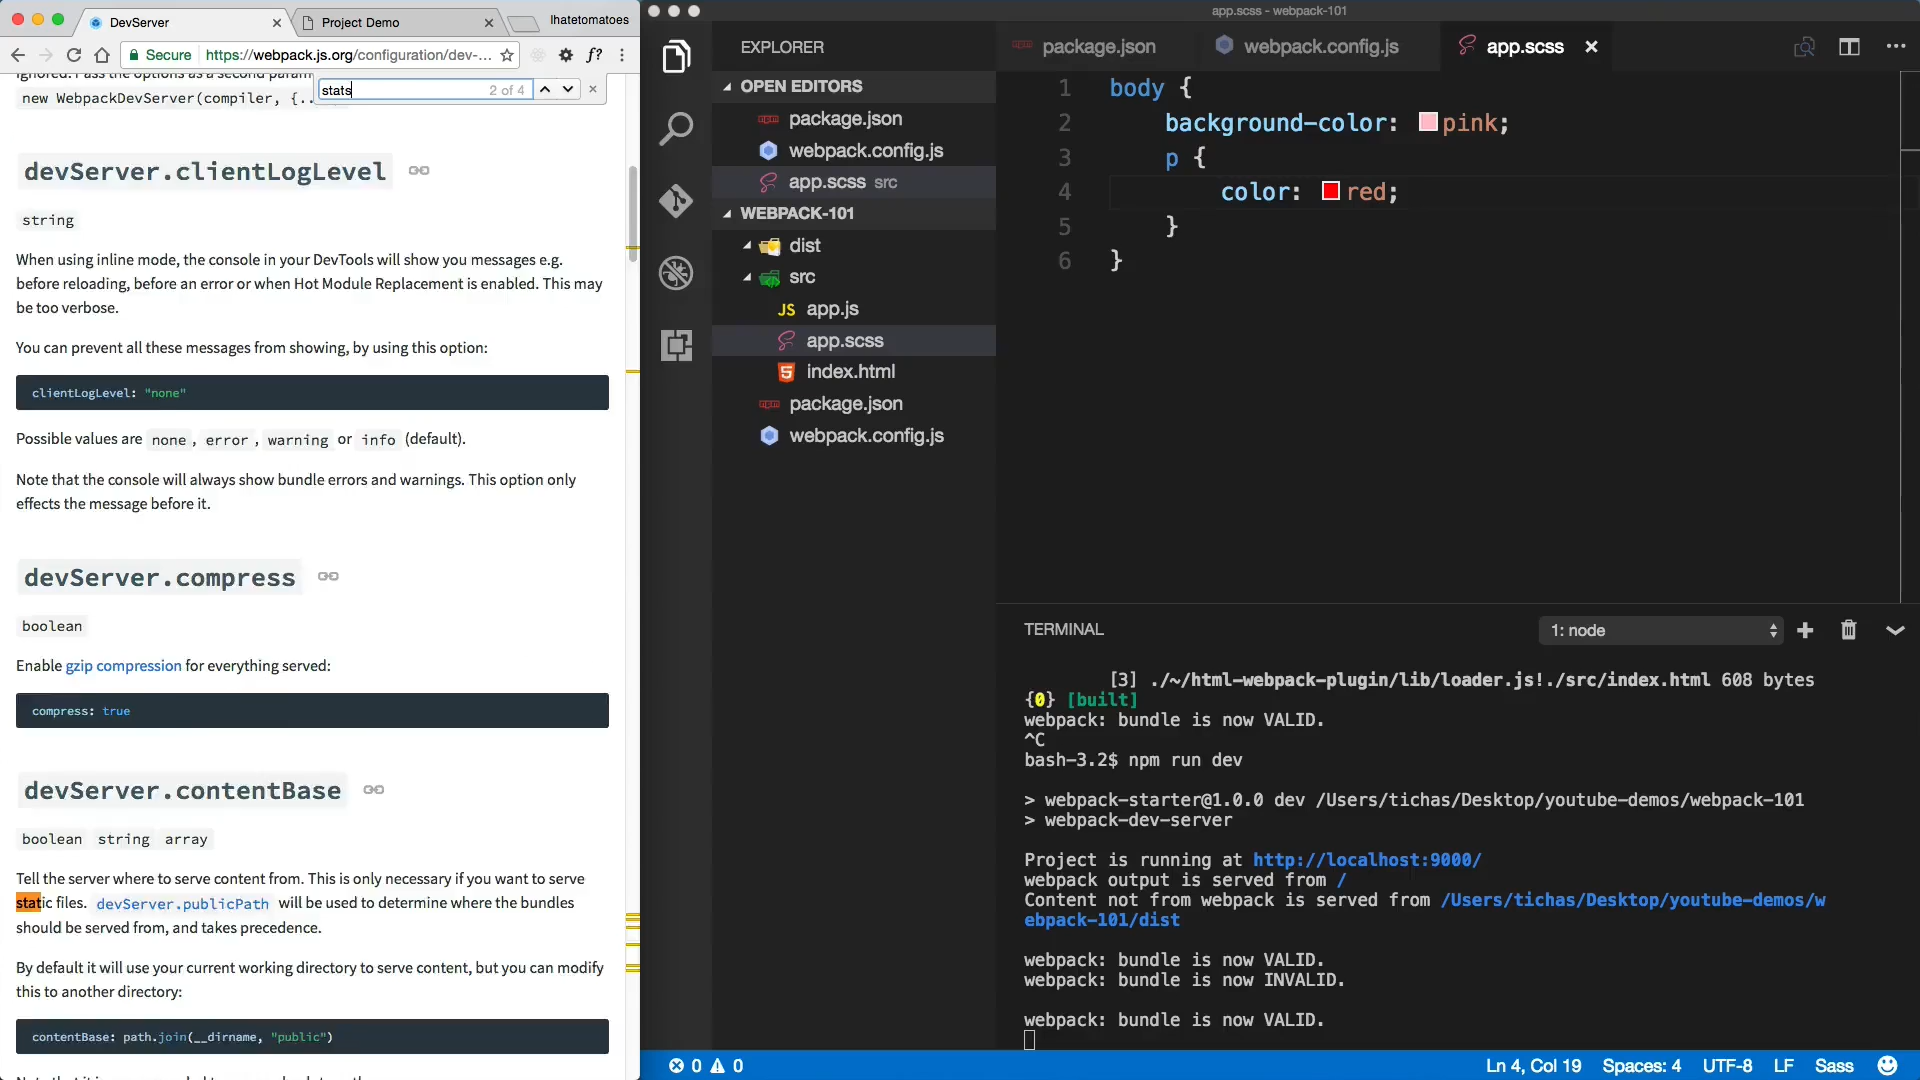 DevServer
Project Demo
Ihatetomatoes
Secure
https://webpack.js.org/configuration/dev-...
f?
stats
2 of 4
new WebpackDevServer(compiler, {..
devServer.clientLogLevel
string
When using inline mode, the console in your DevTools will show you messages e.g.
before reloading, before an error or when Hot Module Replacement is enabled. This may
be too verbose.
You can prevent all these messages from showing, by using this option:
clientLogLevel: "none"
Possible values are none , error , warning or info (default).
Note that the console will always show bundle errors and warnings. This option only
effects the message before it.
devServer.compress
boolean
Enable gzip compression for everything served:
compress: true
devServer.contentBase
boolean string array
Tell the server where to serve content from. This is only necessary if you want to serve
static files. devServer.publicPath will be used to determine where the bundles
should be served from, and takes precedence.
By default it will use your current working directory to serve content, but you can modify
this to another directory:
contentBase: path.join(__dirname, "public")
app.scss - webpack-101
EXPLORER
OPEN EDITORS
package.json
webpack.config.js
app.scss src
WEBPACK-101
dist
src
JS app.js
app.scss
5 index.html
package.json
webpack.config.js
package.json
webpack.config.js
app.scss
1 body {
2 background-color: pink;
3 p {
4 color: red;
5 }
6 }
TERMINAL
1: node
[3] ./~/html-webpack-plugin/lib/loader.js!./src/index.html 608 bytes
{0} [built]
webpack: bundle is now VALID.
^C
bash-3.2$ npm run dev
> webpack-starter@1.0.0 dev /Users/tichas/Desktop/youtube-demos/webpack-101
> webpack-dev-server
Project is running at http://localhost:9000/
webpack output is served from /
Content not from webpack is served from /Users/tichas/Desktop/youtube-demos/w
ebpack-101/dist
webpack: bundle is now VALID.
webpack: bundle is now INVALID.
webpack: bundle is now VALID.
0 0
Ln 4, Col 19
Spaces: 4
UTF-8
LF
Sass